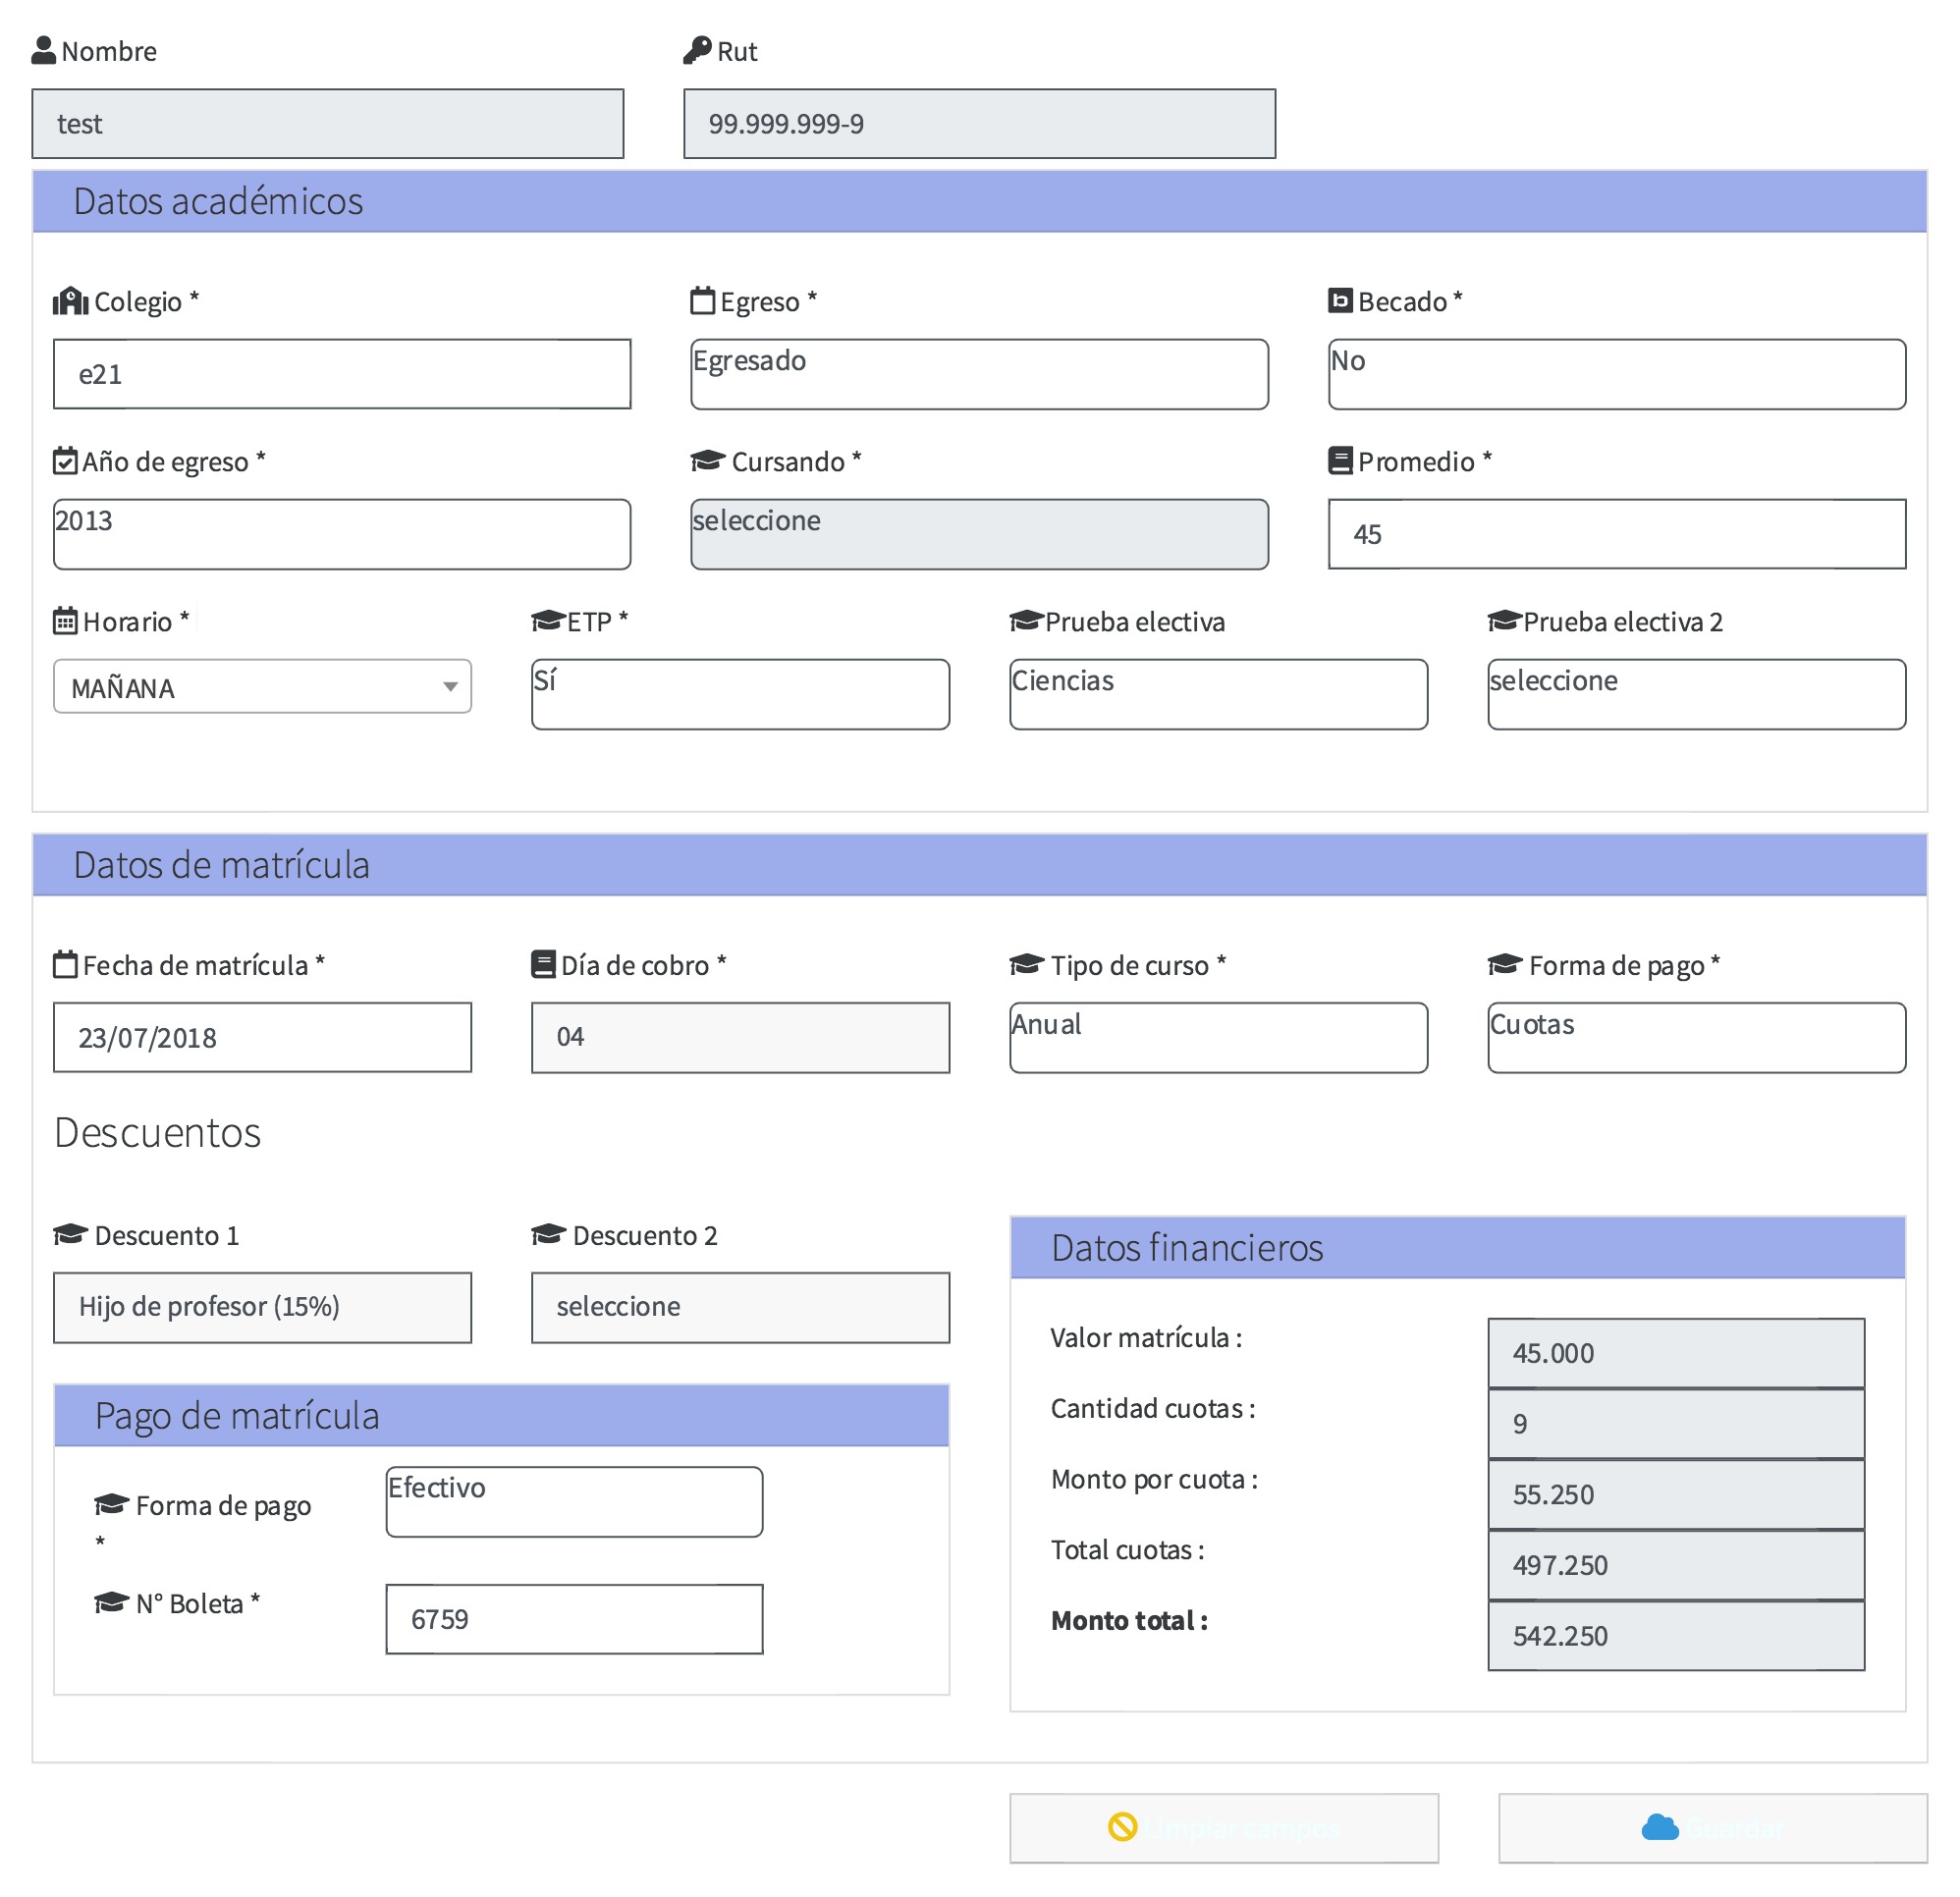 Nombre
Rut
test
99.999.999-9
Datos académicos
Colegio *
Egreso *
Becado *
e21
Egresado
No
Año de egreso *
Cursando *
Promedio *
2013
seleccione
45
Horario *
ETP *
Prueba electiva
Prueba electiva 2
MAÑANA
Sí
Ciencias
seleccione
Datos de matrícula
Fecha de matrícula *
Día de cobro *
Tipo de curso *
Forma de pago *
23/07/2018
04
Anual
Cuotas
Descuentos
Descuento 1
Descuento 2
Hijo de profesor (15%)
seleccione
Pago de matrícula
Forma de pago
*
Efectivo
N° Boleta *
6759
Datos financieros
Valor matrícula :
45.000
Cantidad cuotas :
9
Monto por cuota :
55.250
Total cuotas :
497.250
Monto total :
542.250
Limpiar campos
Guardar